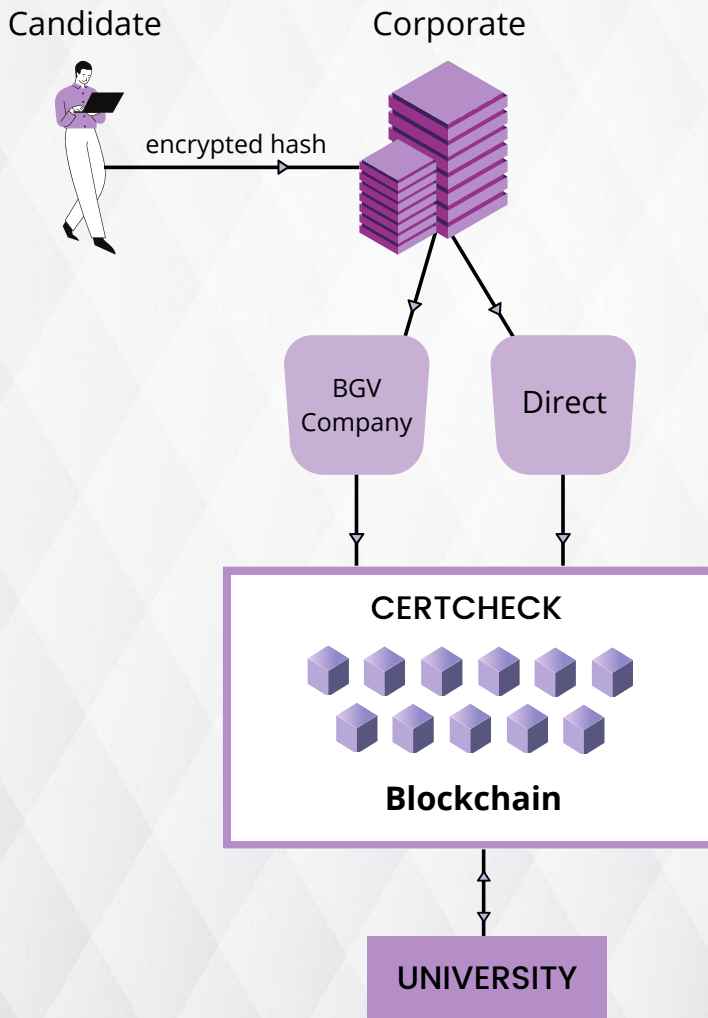 Candidate
Corporate
encrypted hash
BGV
Company
Direct
CERTCHECK
Blockchain
UNIVERSITY